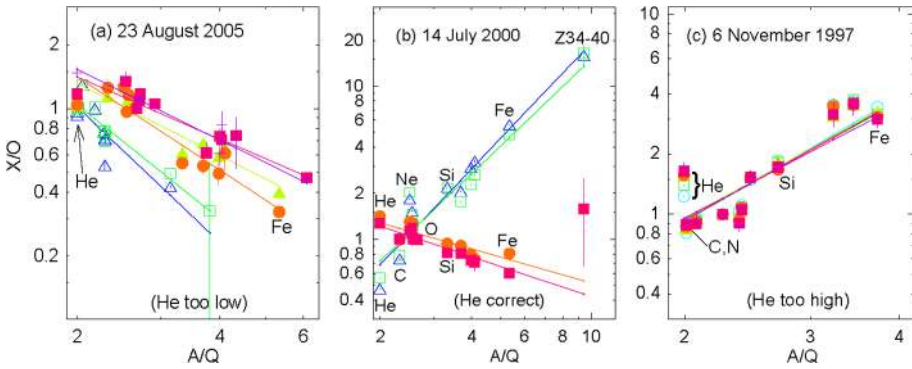 (a) 23 August 2005
X/O
2
1
0.8
0.6
0.4
0.2
He
Fe
(He too low)
2
4
6
A/Q
(b) 14 July 2000
Z34-40
20
10
8
6
4
2
1
0.8
0.6
0.4
Fe
Si
Ne
He
O
C
Si
Fe
He
(He correct)
2
4
6
8
10
A/Q
(c) 6 November 1997
8
6
4
2
1
0.8
0.6
0.4
Fe
} He
Si
C,N
(He too high)
2
3
4
A/Q